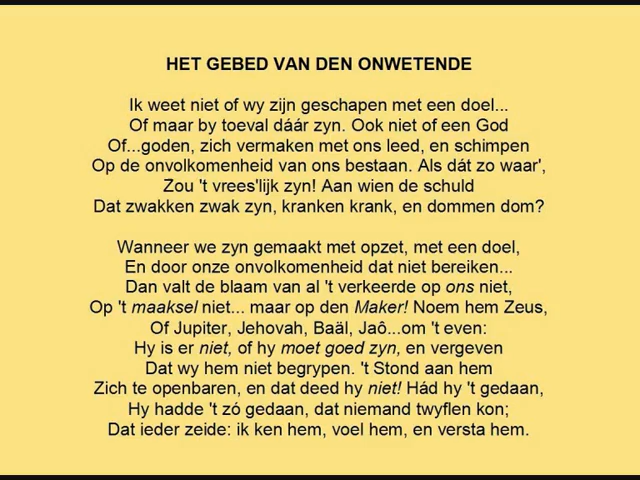 HET GEBED VAN DEN ONWETENDE
Ik weet niet of wy zijn geschapen met een doel...
Of maar by toeval dáár zyn. Ook niet of een God
Of...goden, zich vermaken met ons leed, en schimpen
Op de onvolkomenheid van ons bestaan. Als dát zo waar',
Zou 't vrees'lijk zyn! Aan wien de schuld
Dat zwakken zwak zyn, kranken krank, en dommen dom?
Wanneer we zyn gemaakt met opzet, met een doel,
En door onze onvolkomenheid dat niet bereiken...
Dan valt de blaam van al 't verkeerde op ons niet,
Op 't maaksel niet... maar op den Maker! Noem hem Zeus,
Of Jupiter, Jehovah, Baäl, Jaô...om 't even:
Hy is er niet, of hy moet goed zyn, en vergeven
Dat wy hem niet begrypen. 't Stond aan hem
Zich te openbaren, en dat deed hy niet! Hád hy 't gedaan,
Hy hadde 't zó gedaan, dat niemand twyflen kon;
Dat ieder zeide: ik ken hem, voel hem, en versta hem.